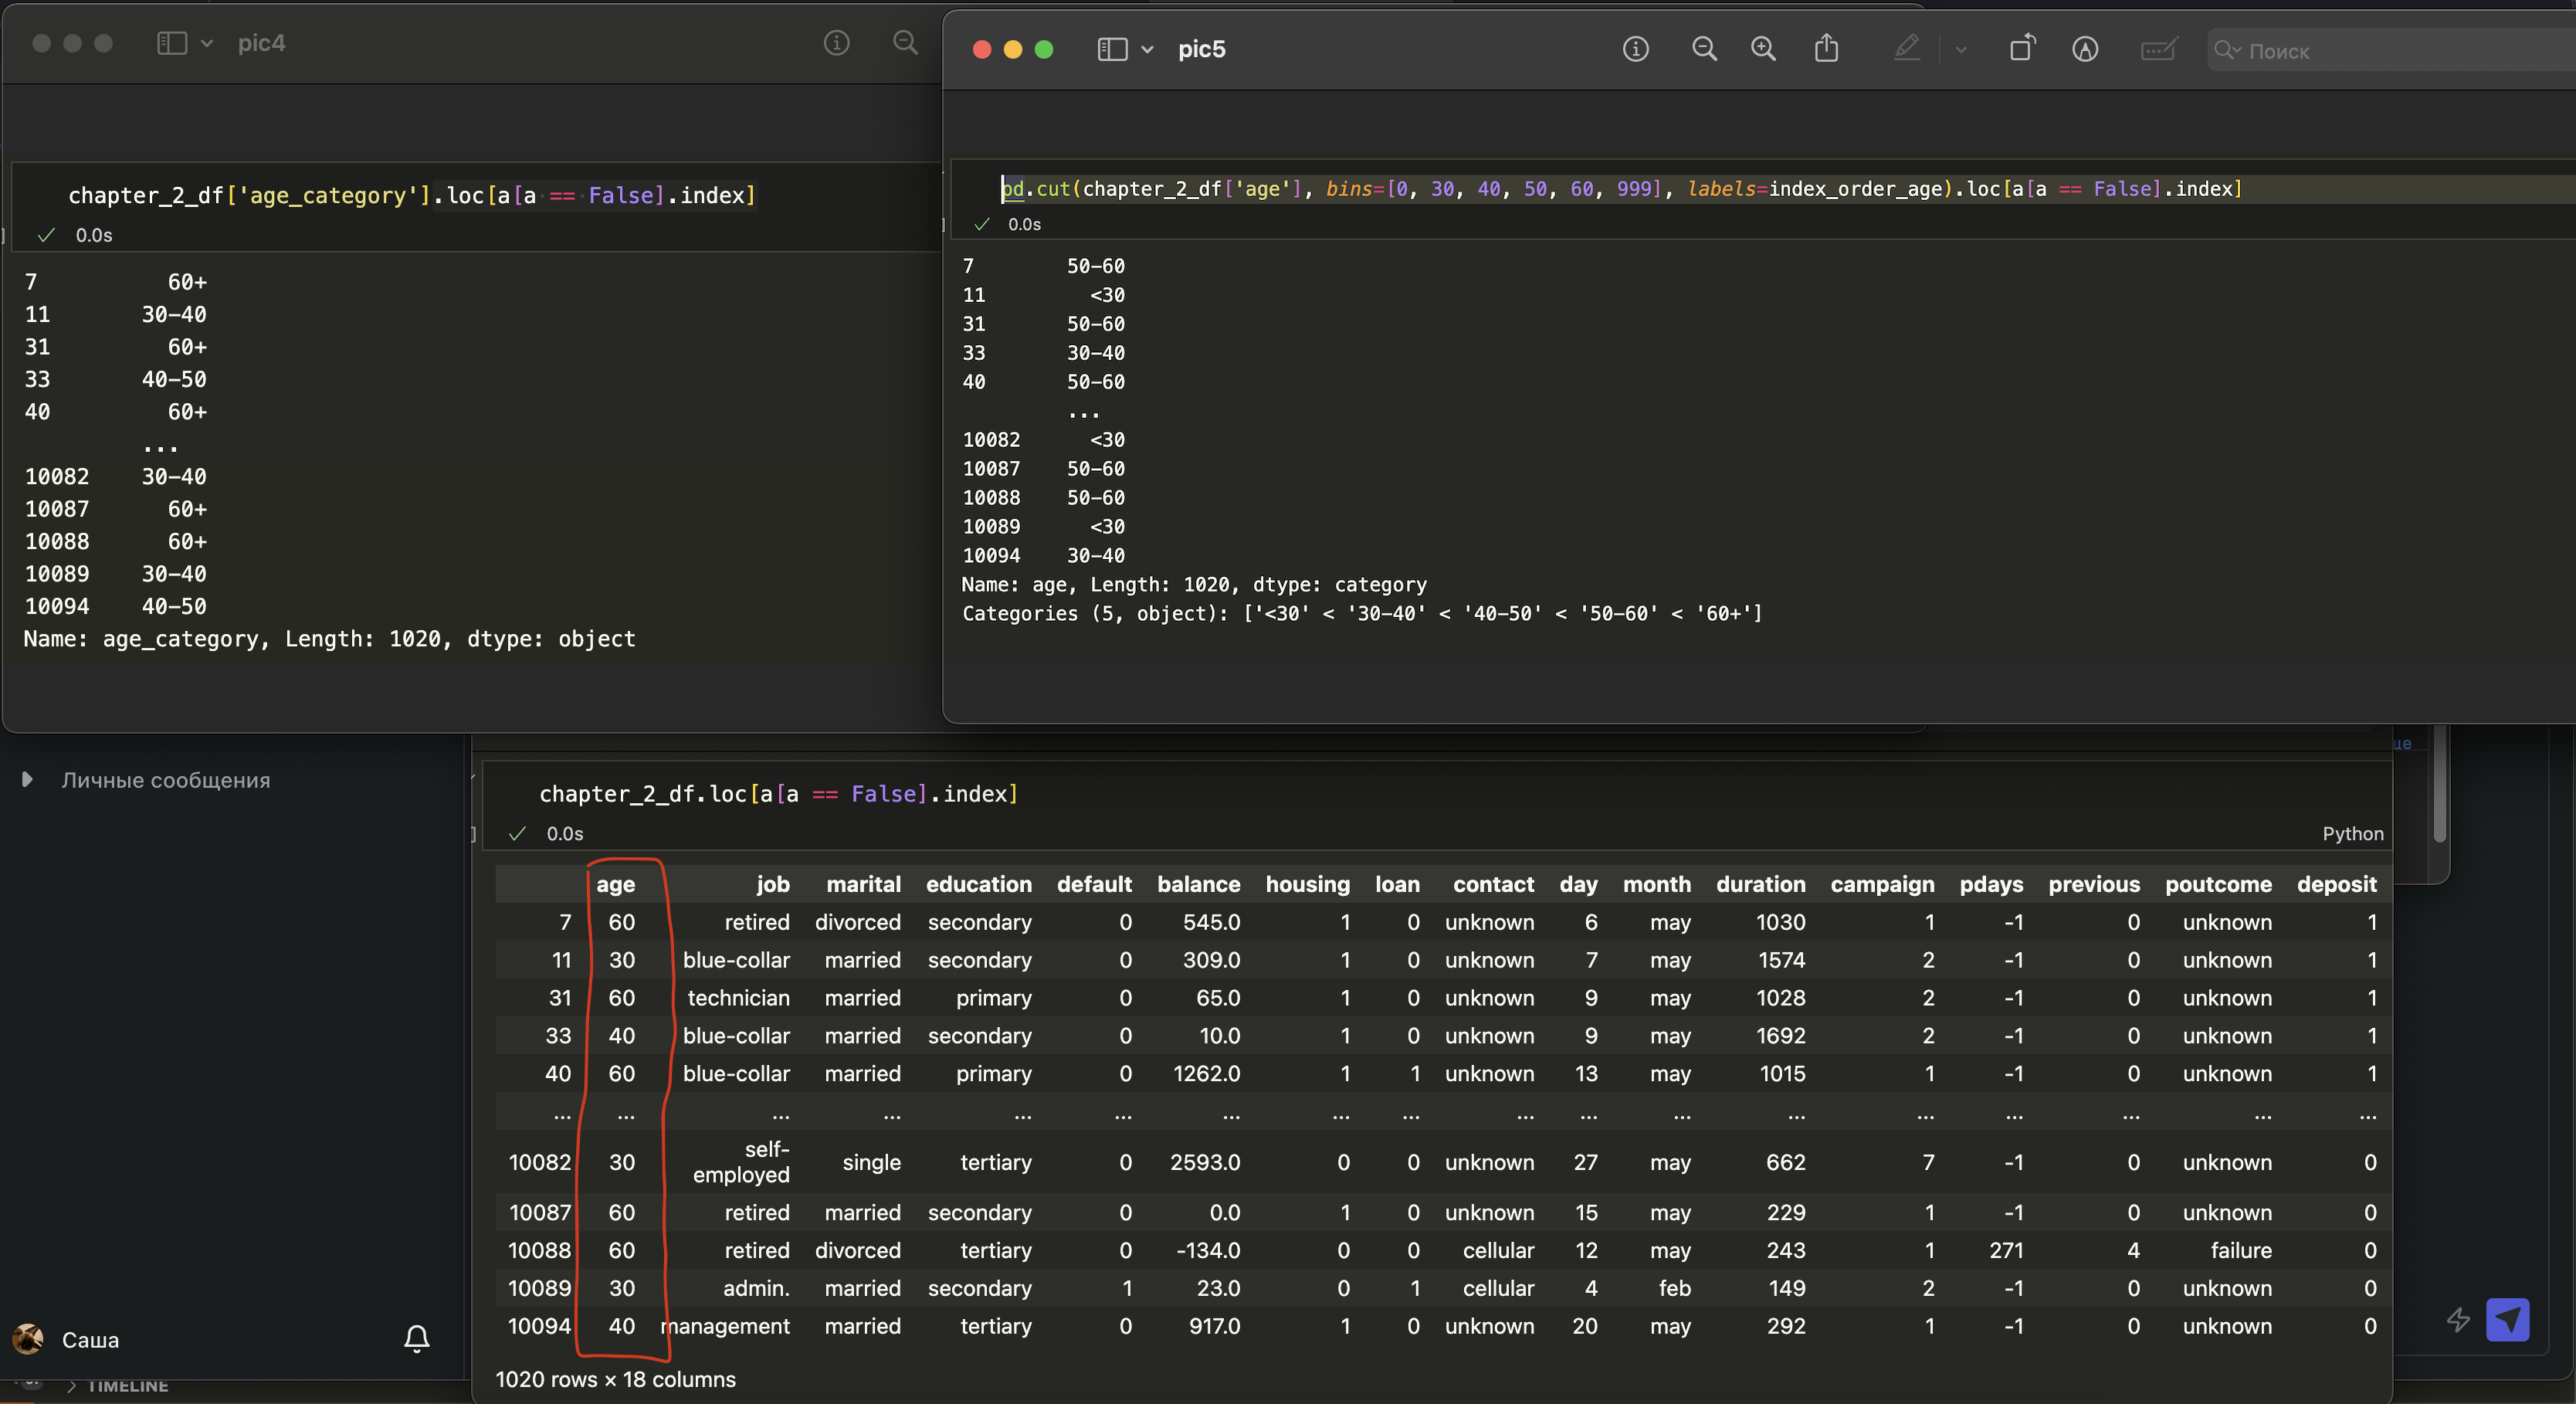 pic4
chapter_2_df['age_category'].loc[a[a == False].index]
0.0s
7 60+
11 30-40
31 60+
33 40-50
40 60+
...
10082 30-40
10087 60+
10088 60+
10089 30-40
10094 40-50
Name: age_category, Length: 1020, dtype: object
pic5
Поиск
pd.cut(chapter_2_df['age'], bins=[0, 30, 40, 50, 60, 999], labels=index_order_age).loc[a[a == False].index]
0.0s
7 50-60
11 <30
31 50-60
33 30-40
40 50-60
...
10082 <30
10087 50-60
10088 50-60
10089 <30
10094 30-40
Name: age, Length: 1020, dtype: category
Categories (5, object): ['<30' < '30-40' < '40-50' < '50-60' < '60+']
Личные сообщения
chapter_2_df.loc[a[a == False].index]
0.0s
Python
age job marital education default balance housing loan contact day month duration campaign pdays previous poutcome deposit
7 60 retired divorced secondary 0 545.0 1 0 unknown 6 may 1030 1 -1 0 unknown 1
11 30 blue-collar married secondary 0 309.0 1 0 unknown 7 may 1574 2 -1 0 unknown 1
31 60 technician married primary 0 65.0 1 0 unknown 9 may 1028 2 -1 0 unknown 1
33 40 blue-collar married secondary 0 10.0 1 0 unknown 9 may 1692 2 -1 0 unknown 1
40 60 blue-collar married primary 0 1262.0 1 1 unknown 13 may 1015 1 -1 0 unknown 1
... ... ... ... ... ... ... ... ... ... ... ... ... ... ... ... ... ...
10082 30 self-employed single tertiary 0 2593.0 0 0 unknown 27 may 662 7 -1 0 unknown 0
10087 60 retired married secondary 0 0.0 1 0 unknown 15 may 229 1 -1 0 unknown 0
10088 60 retired divorced tertiary 0 -134.0 0 0 cellular 12 may 243 1 271 4 failure 0
10089 30 admin. married secondary 1 23.0 0 1 cellular 4 feb 149 2 -1 0 unknown 0
10094 40 management married tertiary 0 917.0 1 0 unknown 20 may 292 1 -1 0 unknown 0
1020 rows × 18 columns
Саша
TIMELINE